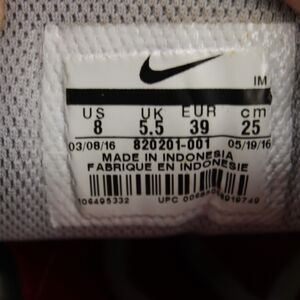 IM
US UK EUR cm
8 5.5 39 25
03/08/16 820201-001 05/19/16
MADE IN INDONESIA
FABRIQUE EN INDONESIE
UPC